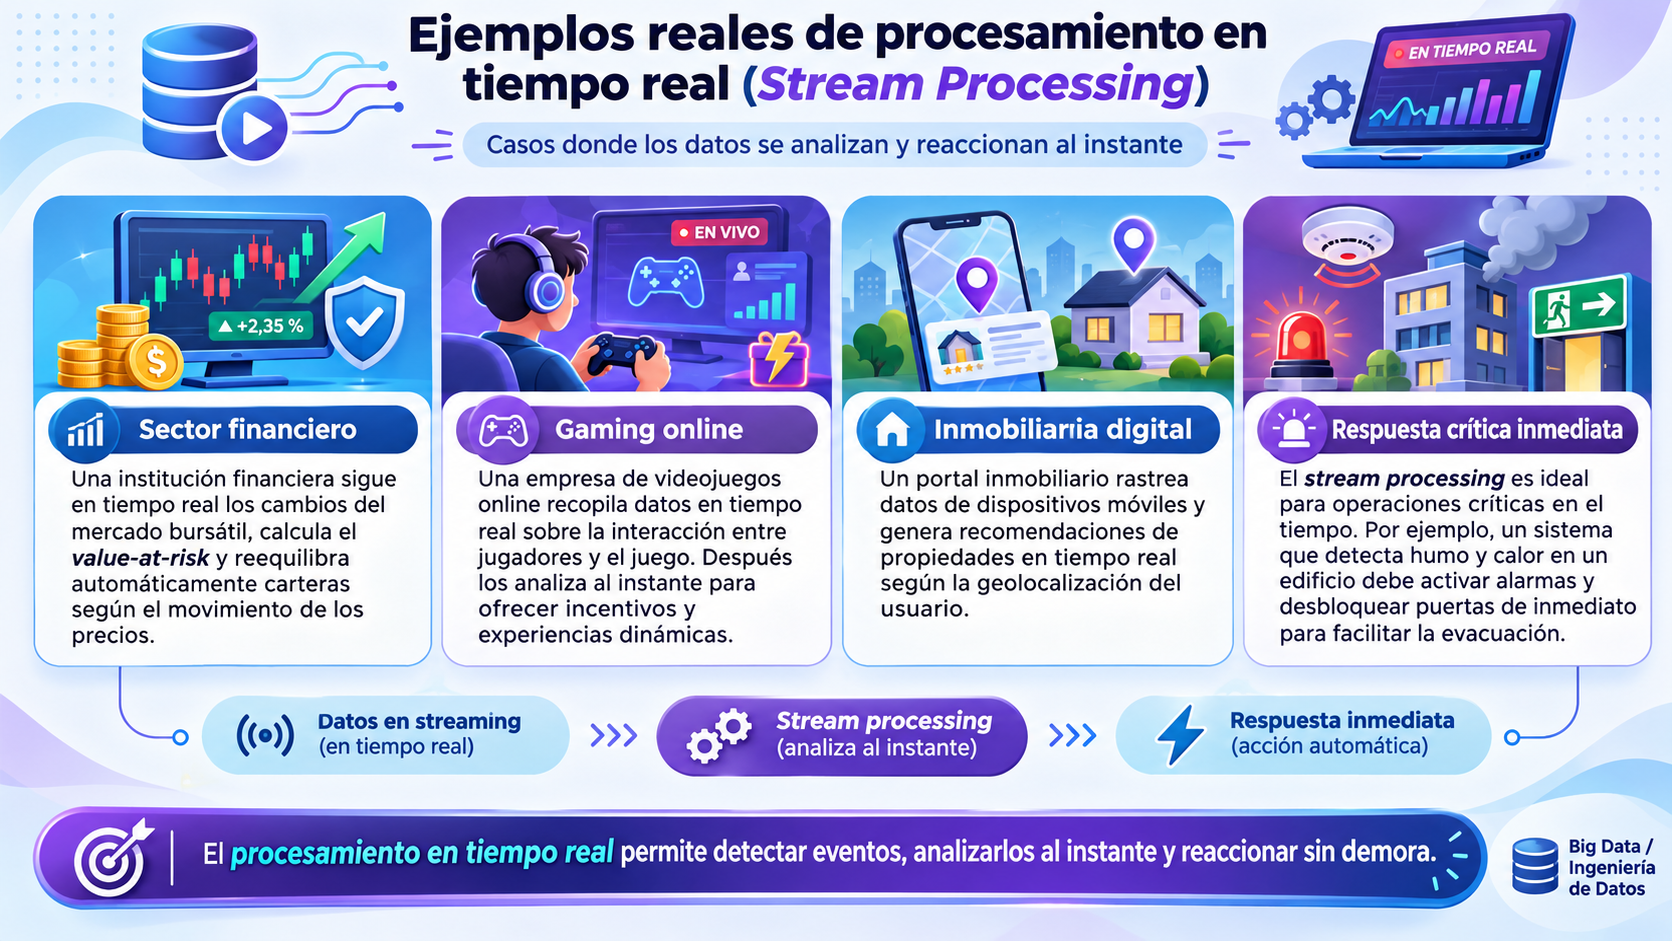 Ejemplos reales de procesamiento en
tiempo real (Stream Processing)
Casos donde los datos se analizan y reaccionan al instante
EN TIEMPO REAL
+2,35 %
$
EN VIVO
Sector financiero
Una institución financiera sigue
en tiempo real los cambios del
mercado bursátil, calcula el
value-at-risk y reequilibra
automáticamente carteras
según el movimiento de los
precios.
Gaming online
Una empresa de videojuegos
online recopila datos en tiempo
real sobre la interacción entre
jugadores y el juego. Después
los analiza al instante para
ofrecer incentivos y
experiencias dinámicas.
Inmobiliarıia digital
Un portal inmobiliario rastrea
datos de dispositivos móviles y
genera recomendaciones de
propiedades en tiempo real
según la geolocalización del
usuario.
Respuesta crítica inmediata
El stream processing es ideal
para operaciones críticas en el
tiempo. Por ejemplo, un sistema
que detecta humo y calor en un
edificio debe activar alarmas y
desbloquear puertas de inmediato
para facilitar la evacuación.
Datos en streaming
(en tiempo real)
Stream processing
(analiza al instante)
Respuesta inmediata
(acción automática)
El procesamiento en tiempo real permite detectar eventos, analizarlos al instante y reaccionar sin demora.
Big Data /
Ingeniería
de Datos